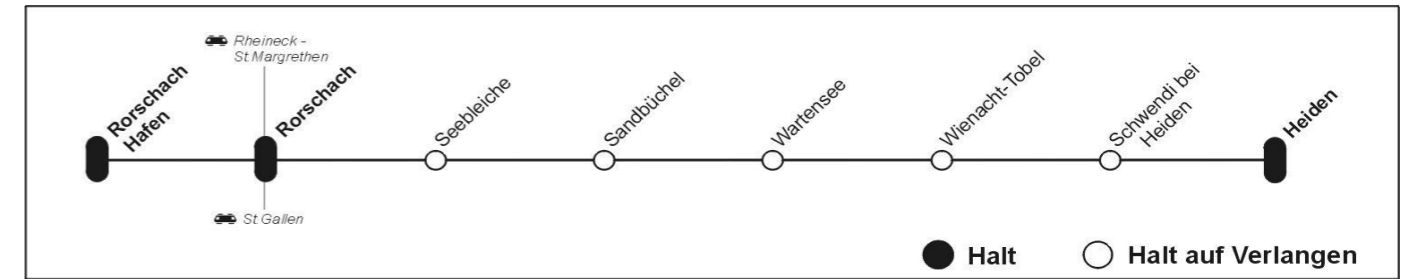 Rheineck -
St.Margrethen
Rorschach
Hafen
Rorschach
Seebleiche
Sandbüchel
Wartensee
Wienacht-Tobel
Schwendi bei
Heiden
Heiden
St.Gallen
Halt
Halt auf Verlangen